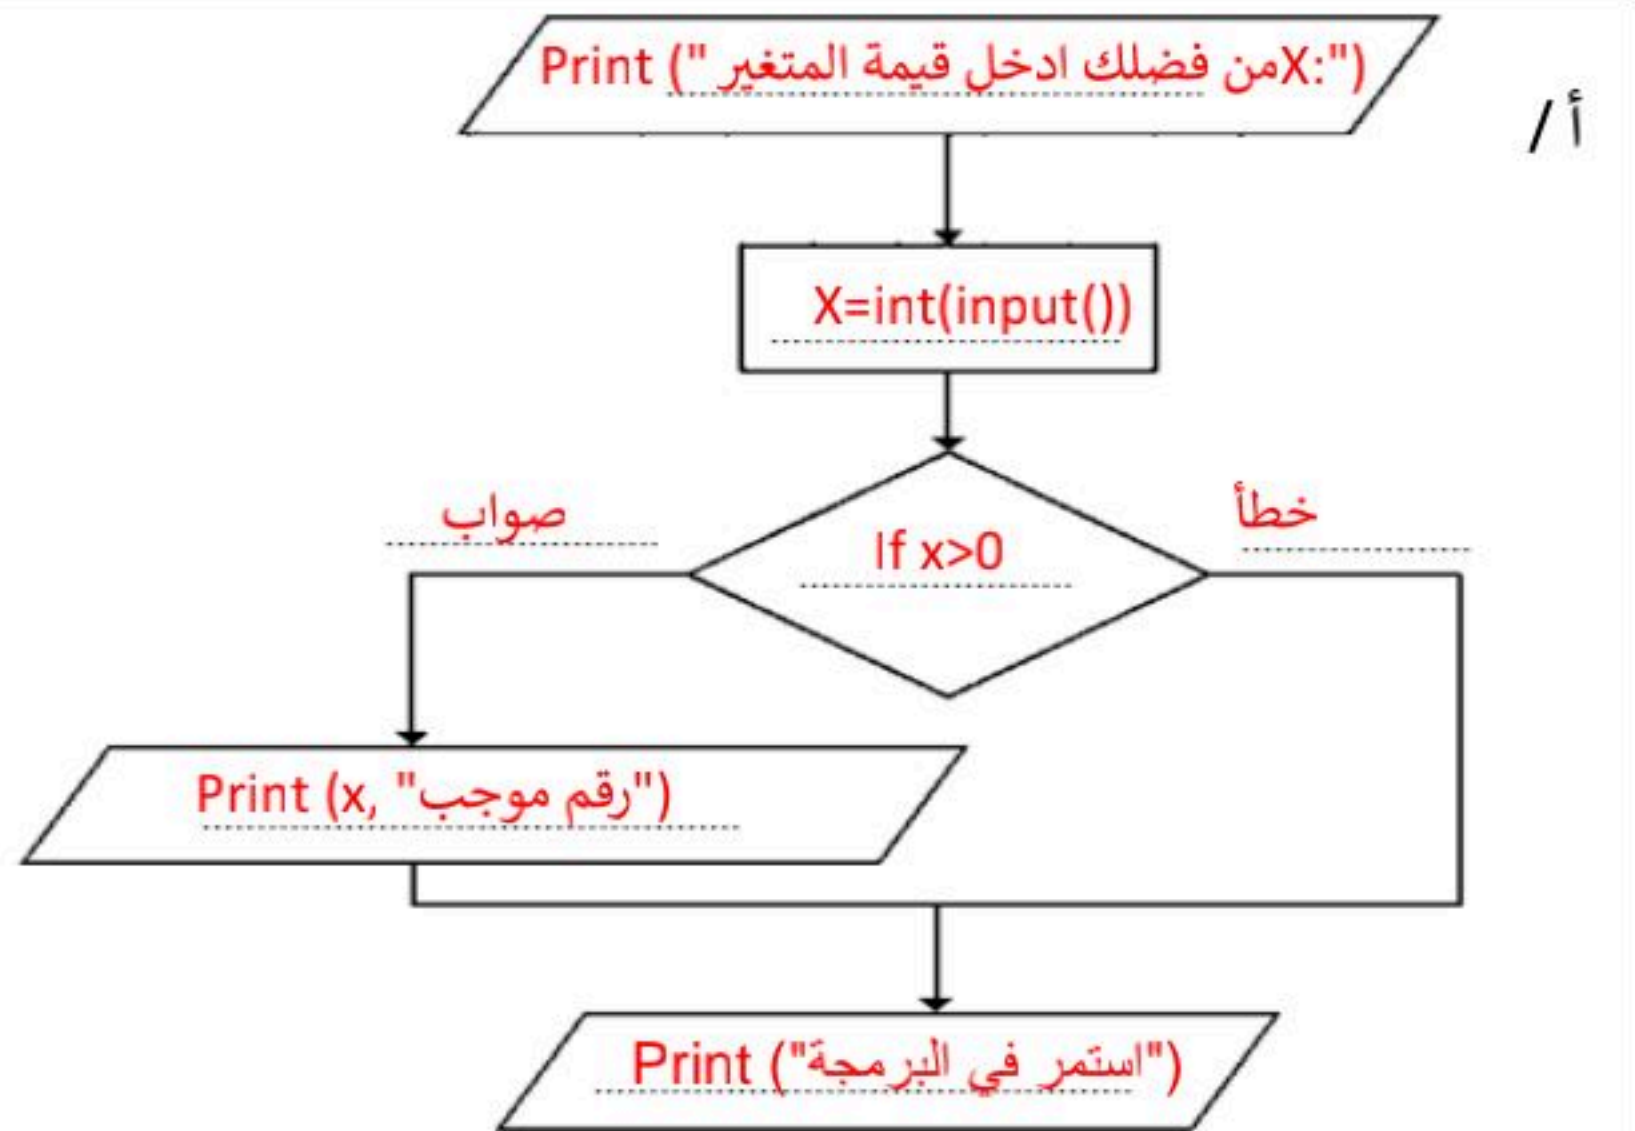 Print ("من فضلك ادخل قيمة المتغير X:")
أ /
X=int(input())
صواب
If x>0
خطأ
Print (x, "رقم موجب")
Print ("استمر في البرمجة")